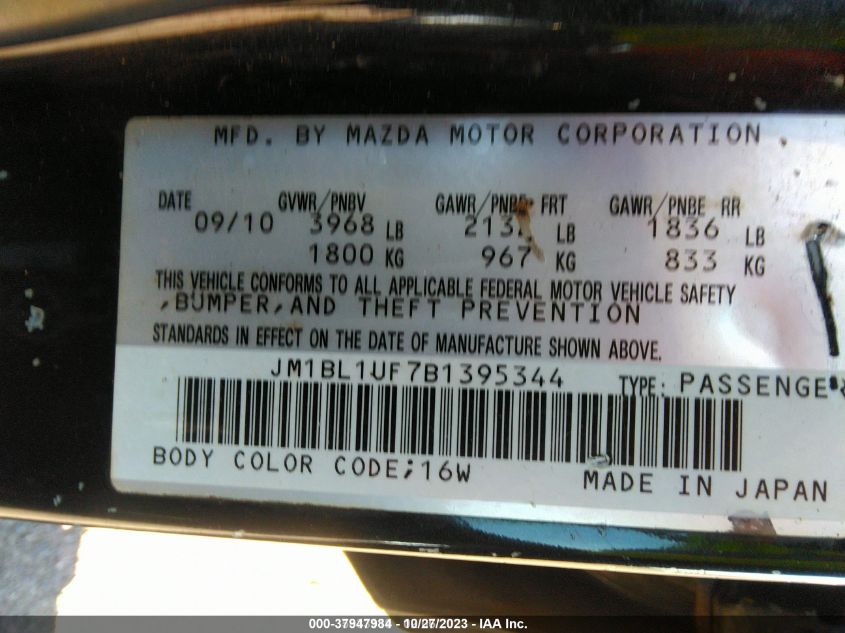 MFD. BY MAZDA MOTOR CORPORATION
DATE GVWR/PNBV GAWR/PNBE FRT GAWR/PNBE RR
09/10 3968 LB LB 1836 LB
1800 KG 967 KG 833 KG
THIS VEHICLE CONFORMS TO ALL APPLICABLE FEDERAL MOTOR VEHICLE SAFETY
,BUMPER,AND THEFT PREVENTION
STANDARDS IN EFFECT ON THE DATE OF MANUFACTURE SHOWN ABOVE.
JM1BL1UF7B1395344 TYPE: PASSENGER
BODY COLOR CODE;16W MADE IN JAPAN
000-37947984 - 10/27/2023 - IAA Inc.